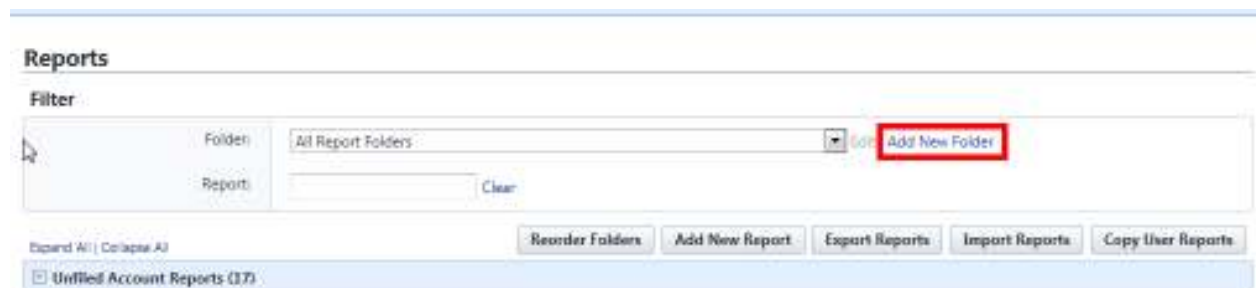 Reports
Filter
Folder: All Report Folders Edit Add New Folder
Report: Clear
Expand All | Collapse All Reorder Folders Add New Report Export Reports Import Reports Copy User Reports
Unfiled Account Reports (17)